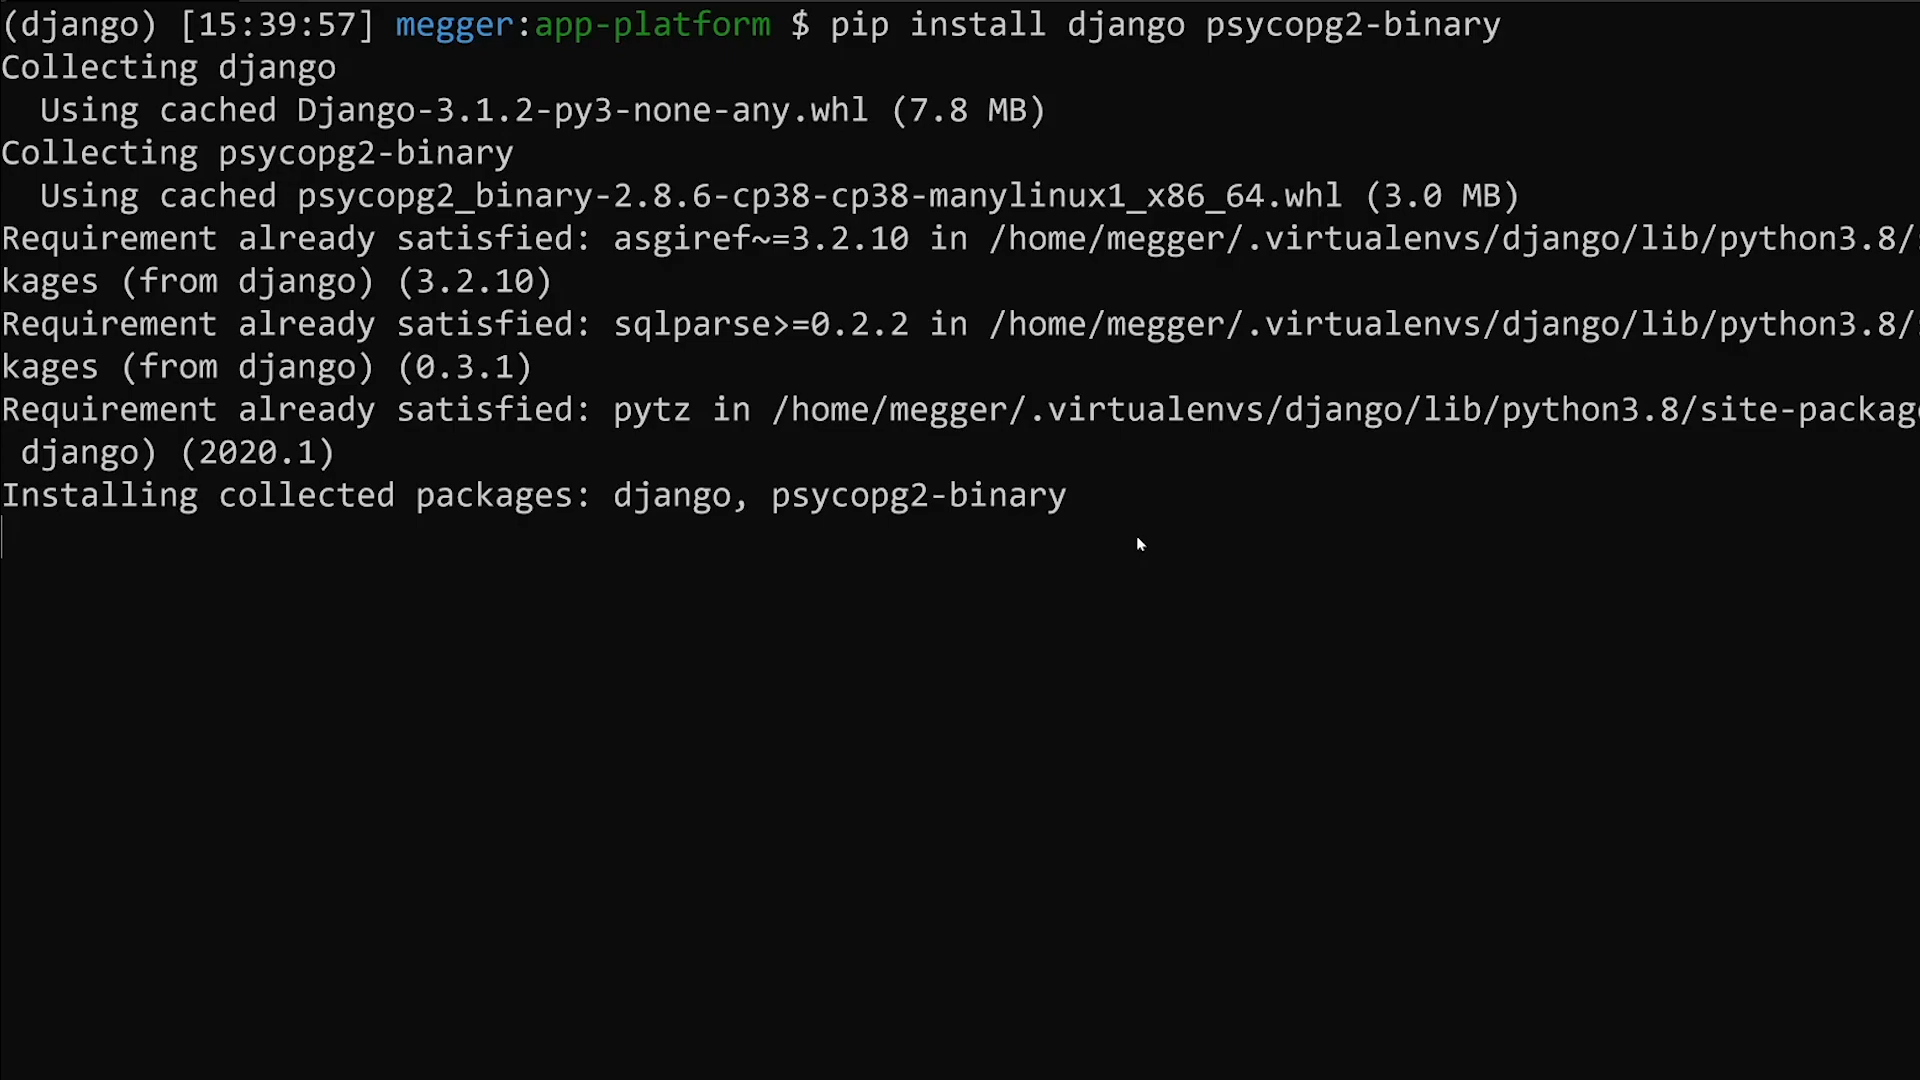 (django) [15:39:57] megger:app-platform $ pip install django psycopg2-binary
Collecting django
Using cached Django-3.1.2-py3-none-any.whl (7.8 MB)
Collecting psycopg2-binary
Using cached psycopg2_binary-2.8.6-cp38-cp38-manylinux1_x86_64.whl (3.0 MB)
Requirement already satisfied: asgiref~=3.2.10 in /home/megger/.virtualenvs/django/lib/python3.8/
kages (from django) (3.2.10)
Requirement already satisfied: sqlparse>=0.2.2 in /home/megger/.virtualenvs/django/lib/python3.8/
kages (from django) (0.3.1)
Requirement already satisfied: pytz in /home/megger/.virtualenvs/django/lib/python3.8/site-packag
django) (2020.1)
Installing collected packages: django, psycopg2-binary